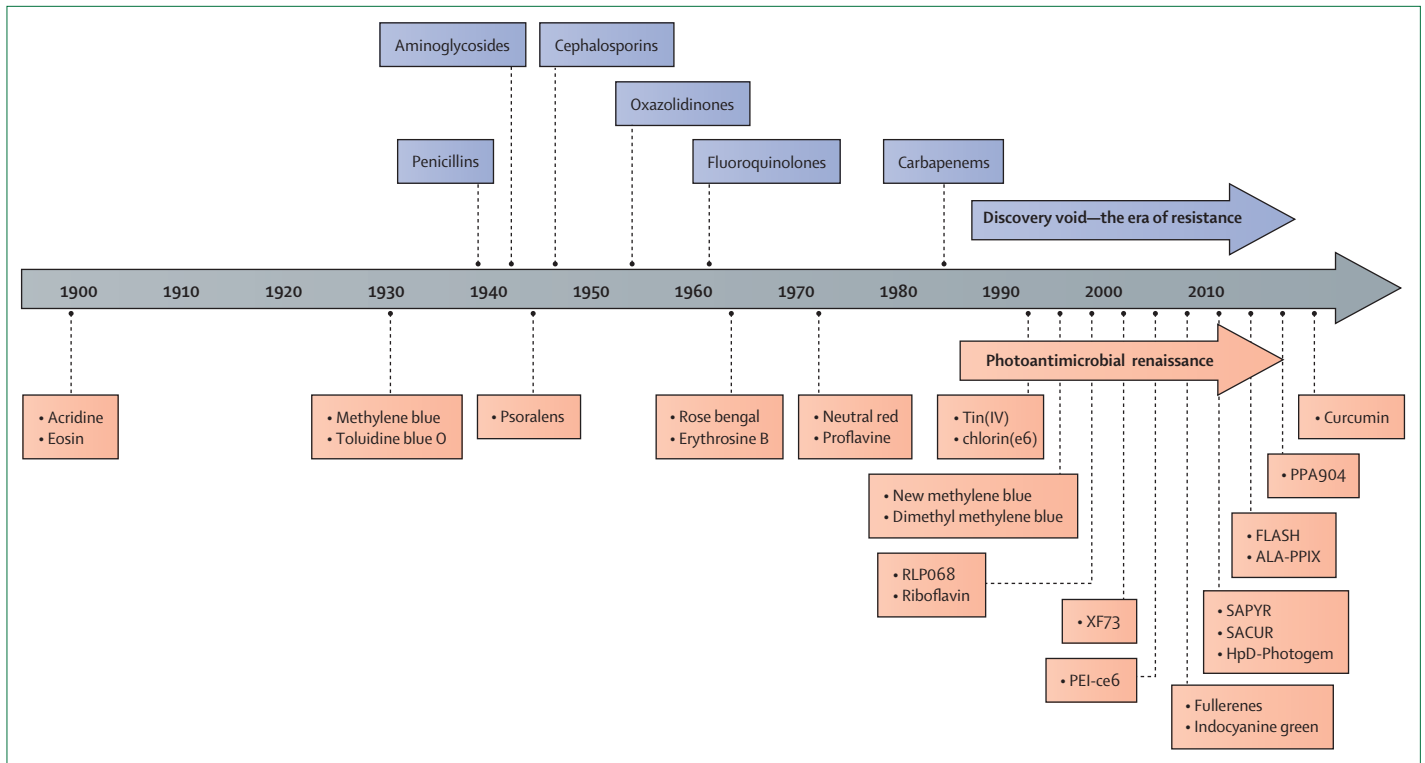 Aminoglycosides
Cephalosporins
Oxazolidinones
Penicillins
Fluoroquinolones
Carbapenems
Discovery void—the era of resistance
1900 1910 1920 1930 1940 1950 1960 1970 1980 1990 2000 2010
Photoantimicrobial renaissance
• Acridine
• Eosin
• Methylene blue
• Toluidine blue O
• Psoralens
• Rose bengal
• Erythrosine B
• Neutral red
• Proflavine
• Tin(IV)
• chlorin(e6)
• Curcumin
• New methylene blue
• Dimethyl methylene blue
• PPA904
• RLP068
• Riboflavin
• FLASH
• ALA-PPIX
• XF73
• SAPYR
• SACUR
• HpD-Photogem
• PEI-ce6
• Fullerenes
• Indocyanine green